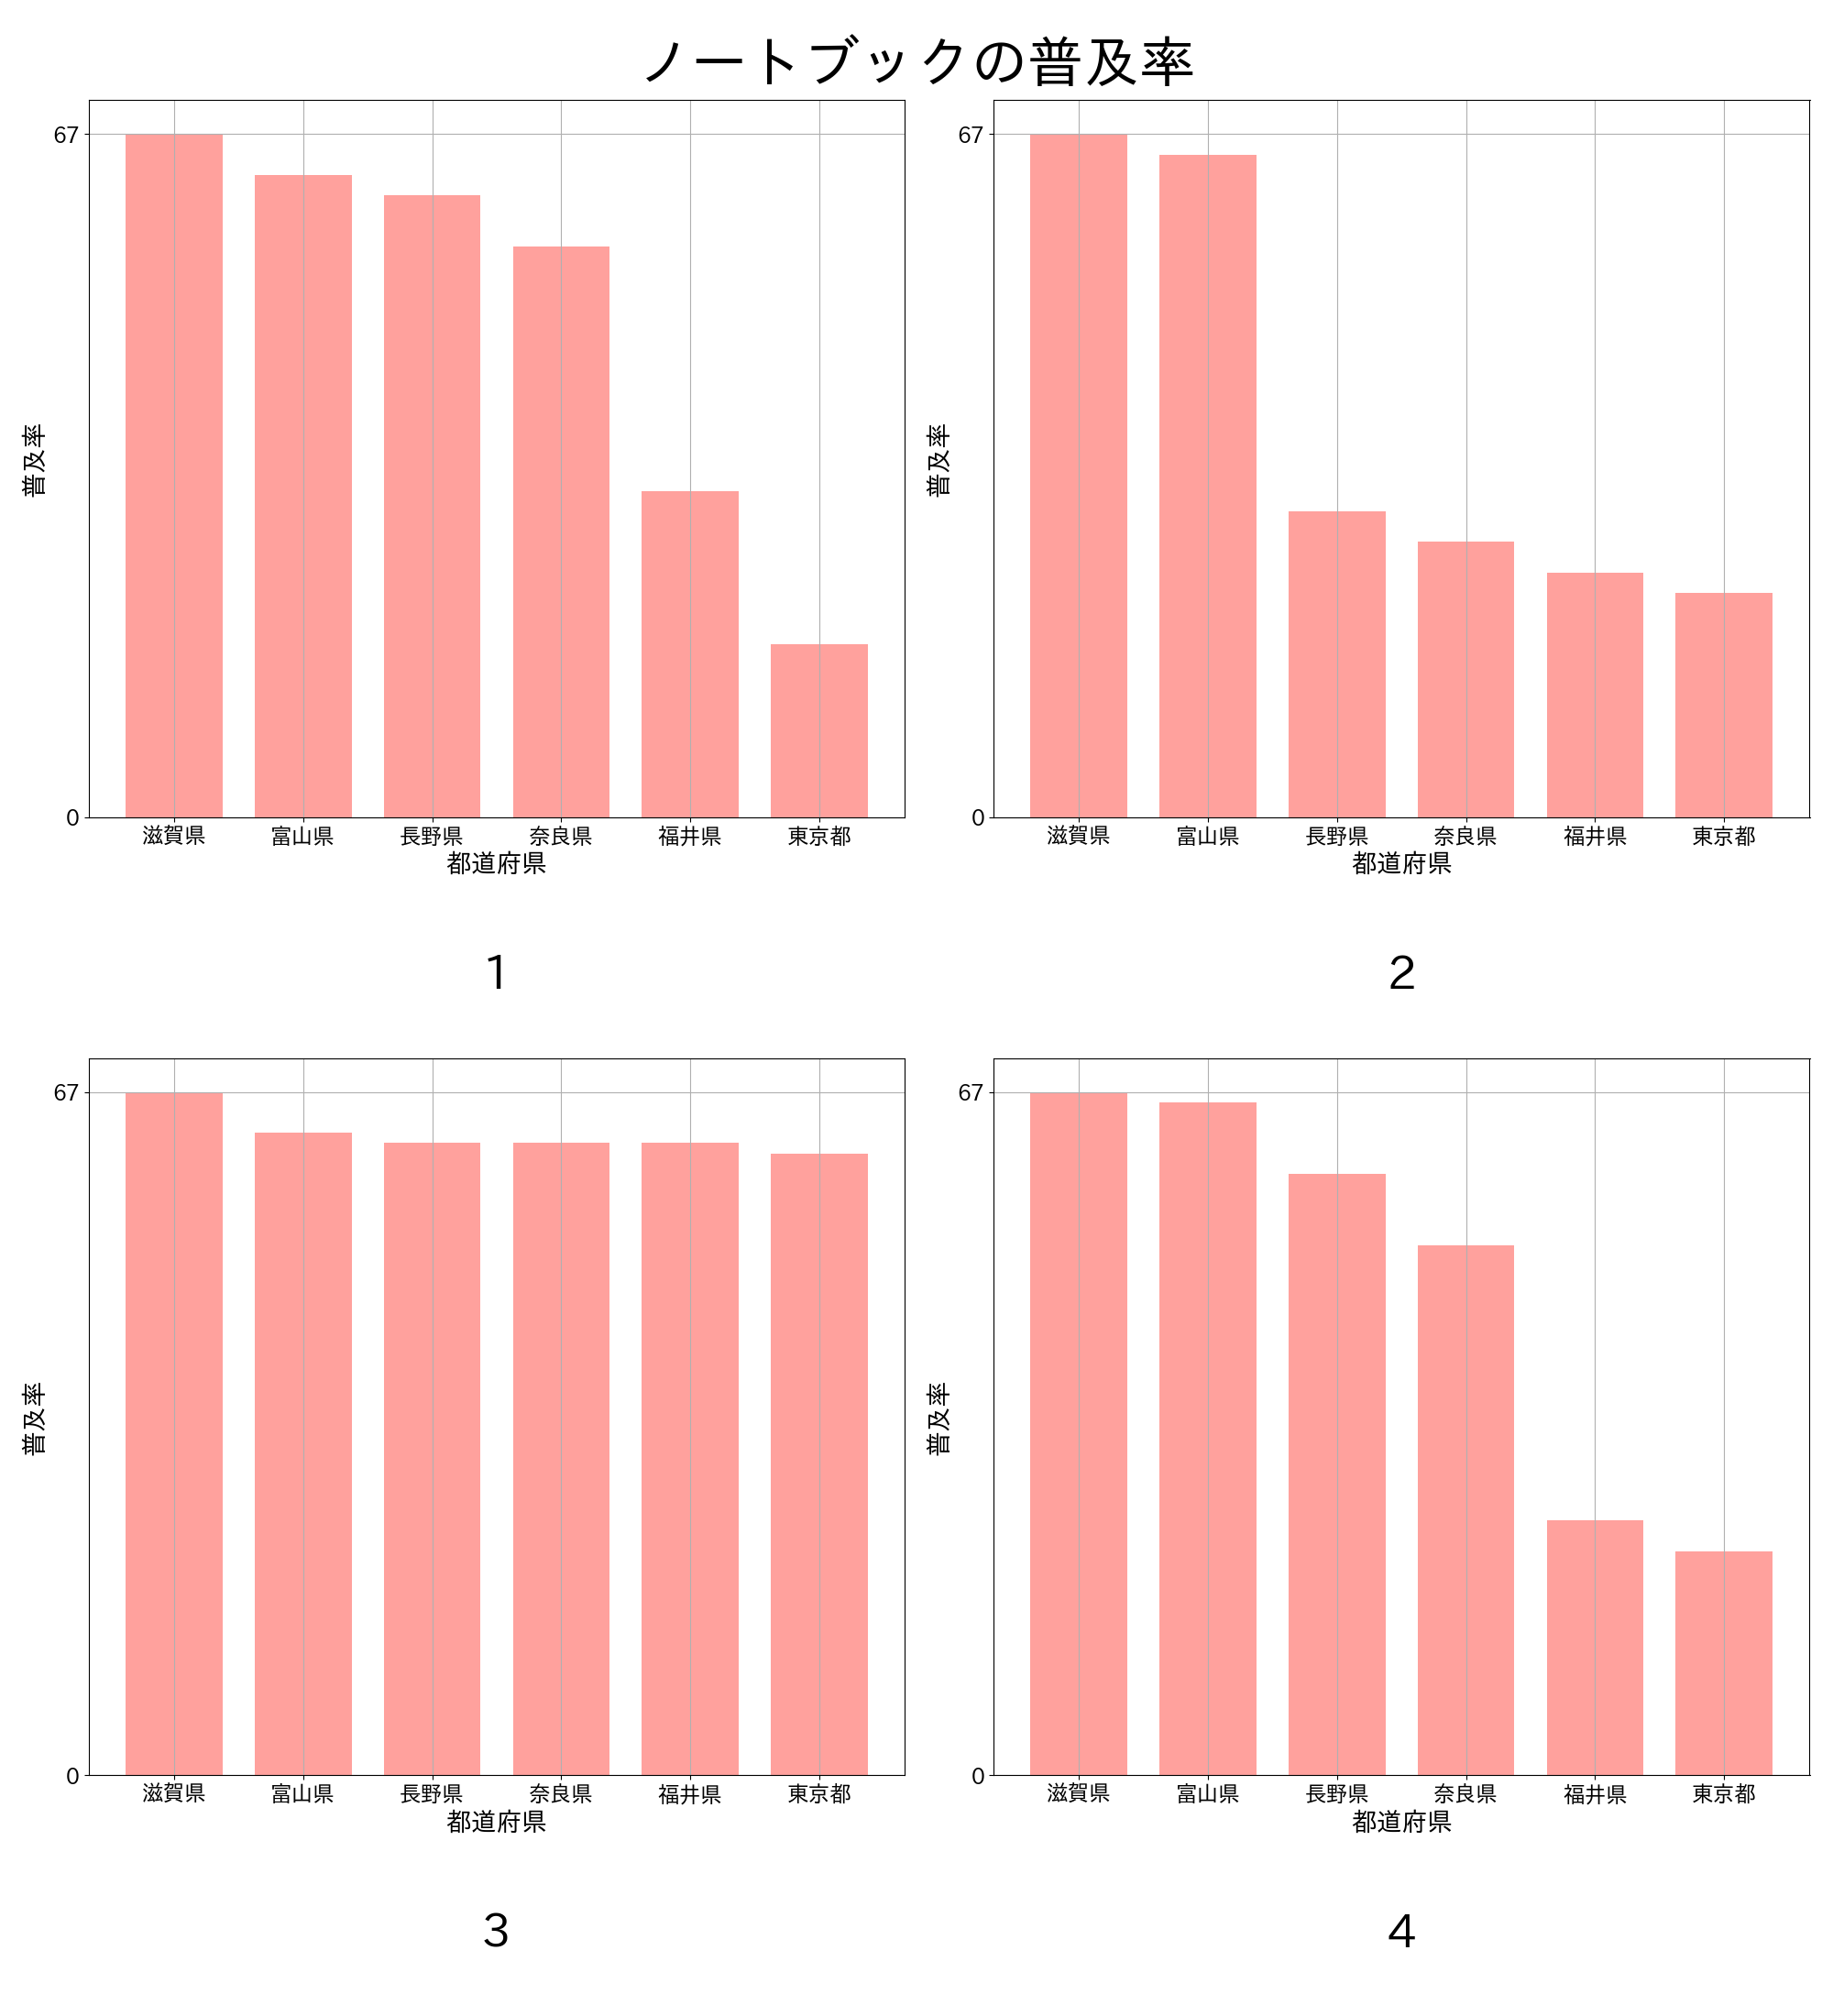 ノートブックの普及率
67
0
普及率
滋賀県 富山県 長野県 奈良県 福井県 東京都
都道府県
1
67
0
普及率
滋賀県 富山県 長野県 奈良県 福井県 東京都
都道府県
2
67
0
普及率
滋賀県 富山県 長野県 奈良県 福井県 東京都
都道府県
3
67
0
普及率
滋賀県 富山県 長野県 奈良県 福井県 東京都
都道府県
4